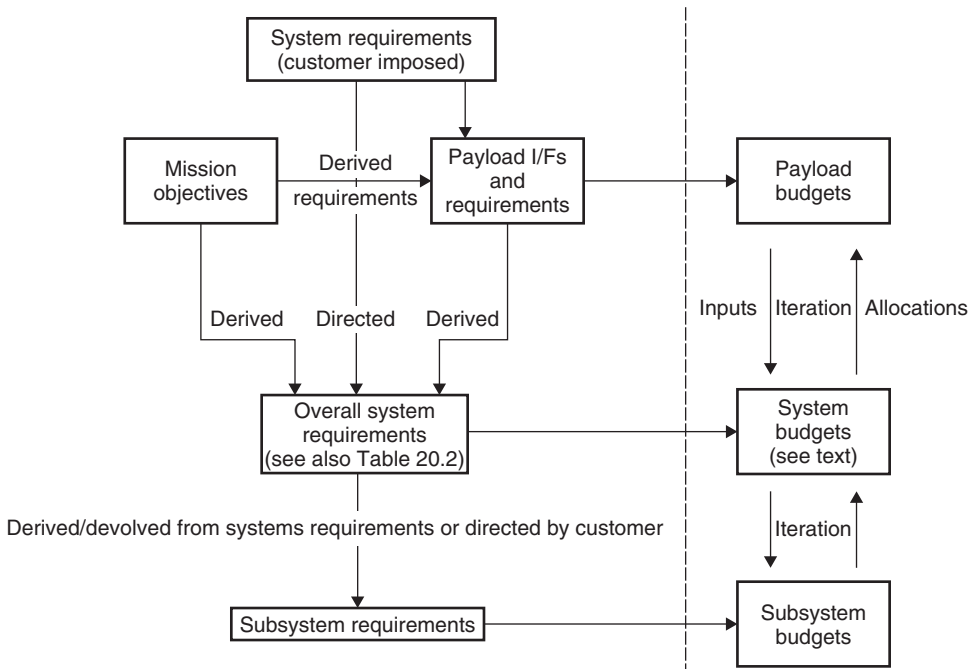 System requirements
(customer imposed)
Mission
objectives
Derived
requirements
Payload I/Fs
and
requirements
Payload
budgets
Derived
Directed
Derived
Inputs
Iteration
Allocations
Overall system
requirements
(see also Table 20.2)
System
budgets
(see text)
Derived/devolved from systems requirements or directed by customer
Iteration
Subsystem requirements
Subsystem
budgets